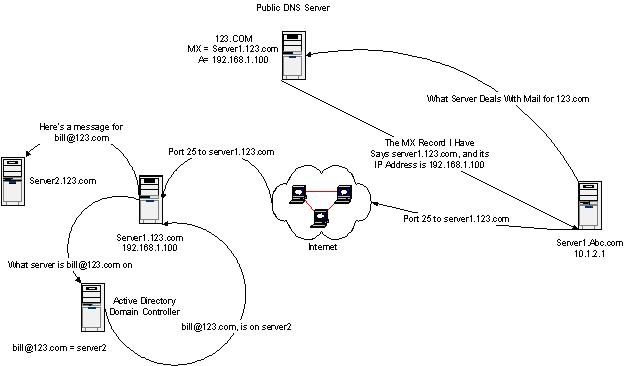 Public DNS Server
123.COM
MX = Server1.123.com
A= 192.168.1.100
What Server Deals With Mail for 123.com
Here's a message for
bill@123.com
Port 25 to server1.123.com
The MX Record I Have
Says server1.123.com, and its
IP Address is 192.168.1.100
Server2.123.com
Port 25 to server1.123.com
Server1.123.com
192.168.1.100
Internet
Server1.Abc.com
10.1.2.1
What server is bill@123.com on
Active Directory
Domain Controller
bill@123.com, is on server2
bill@123.com = server2